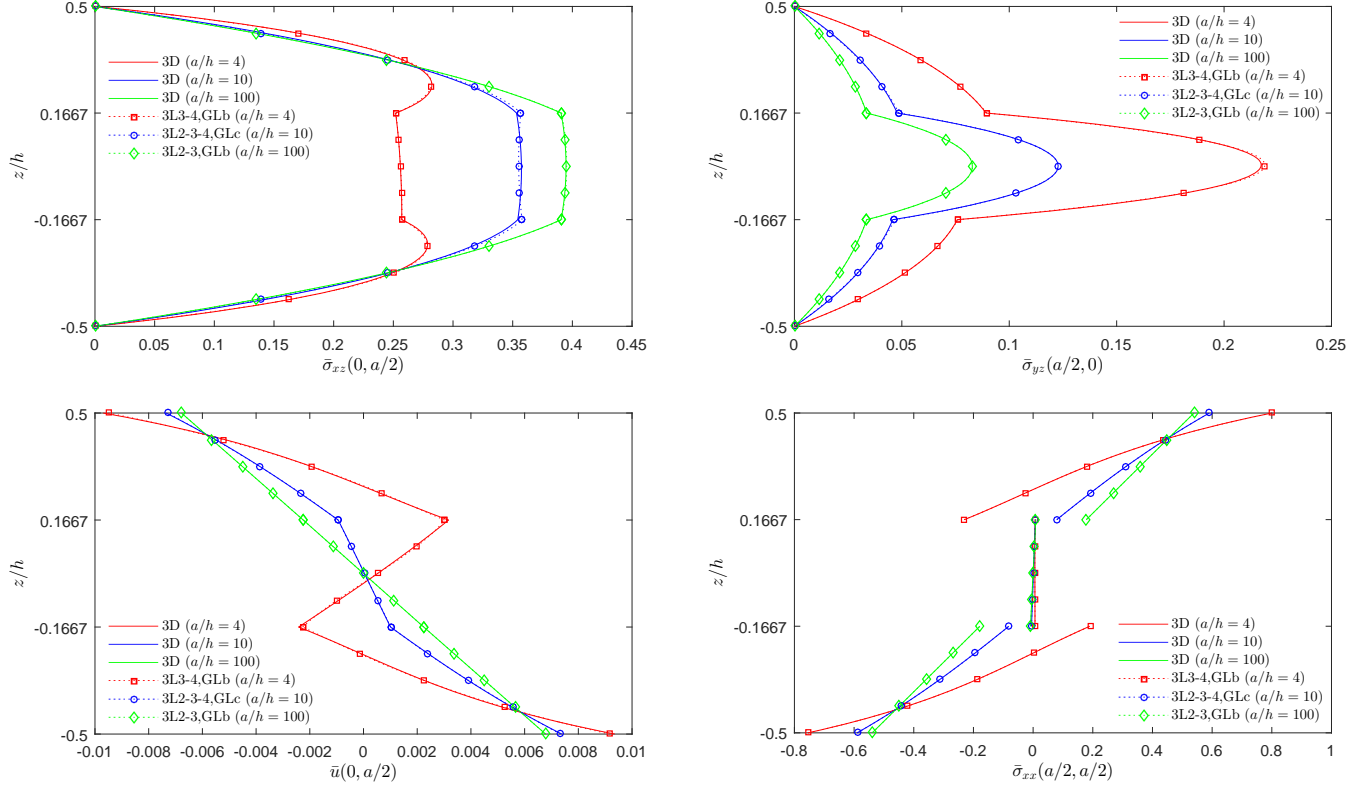 0.5
0.1667
-0.1667
-0.5
z/h
3D (a/h = 4)
3D (a/h = 10)
3D (a/h = 100)
3L3-4,GLb (a/h = 4)
3L2-3-4,GLc (a/h = 10)
3L2-3,GLb (a/h = 100)
0 0.05 0.1 0.15 0.2 0.25 0.3 0.35 0.4 0.45
σ̄xz(0, a/2)
0.5
0.1667
-0.1667
-0.5
z/h
3D (a/h = 4)
3D (a/h = 10)
3D (a/h = 100)
3L3-4,GLb (a/h = 4)
3L2-3-4,GLc (a/h = 10)
3L2-3,GLb (a/h = 100)
0 0.05 0.1 0.15 0.2 0.25
σ̄yz(a/2, 0)
0.5
0.1667
-0.1667
-0.5
z/h
3D (a/h = 4)
3D (a/h = 10)
3D (a/h = 100)
3L3-4,GLb (a/h = 4)
3L2-3-4,GLc (a/h = 10)
3L2-3,GLb (a/h = 100)
-0.01 -0.008 -0.006 -0.004 -0.002 0 0.002 0.004 0.006 0.008 0.01
ū(0, a/2)
0.5
0.1667
-0.1667
-0.5
z/h
3D (a/h = 4)
3D (a/h = 10)
3D (a/h = 100)
3L3-4,GLb (a/h = 4)
3L2-3-4,GLc (a/h = 10)
3L2-3,GLb (a/h = 100)
-0.8 -0.6 -0.4 -0.2 0 0.2 0.4 0.6 0.8 1
σ̄xx(a/2, a/2)